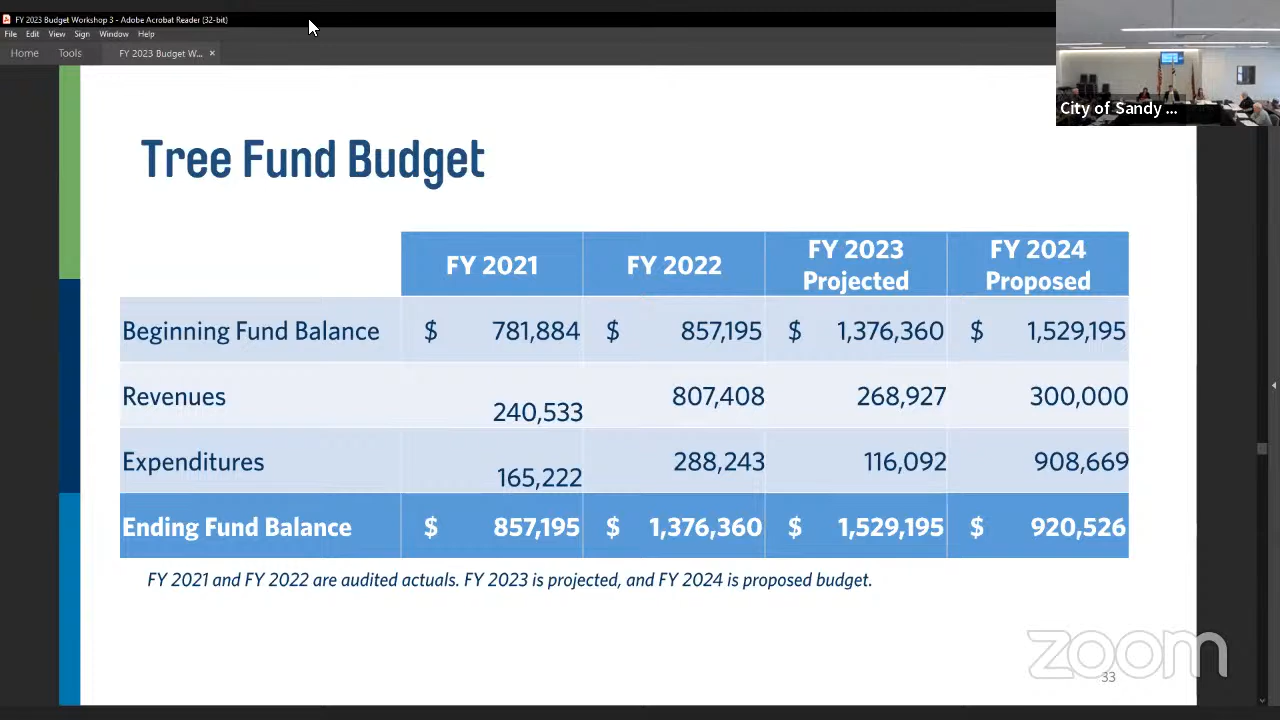 FY 2023 Budget Workshop 3 - Adobe Acrobat Reader (32-bit)
File Edit View Sign Window Help
Home Tools FY 2023 Budget W... ×
City of Sandy ...
Tree Fund Budget
FY 2021 FY 2022 FY 2023 Projected FY 2024 Proposed
Beginning Fund Balance $ 781,884 $ 857,195 $ 1,376,360 $ 1,529,195
Revenues 240,533 807,408 268,927 300,000
Expenditures 165,222 288,243 116,092 908,669
Ending Fund Balance $ 857,195 $ 1,376,360 $ 1,529,195 $ 920,526
FY 2021 and FY 2022 are audited actuals. FY 2023 is projected, and FY 2024 is proposed budget.
zoom
33